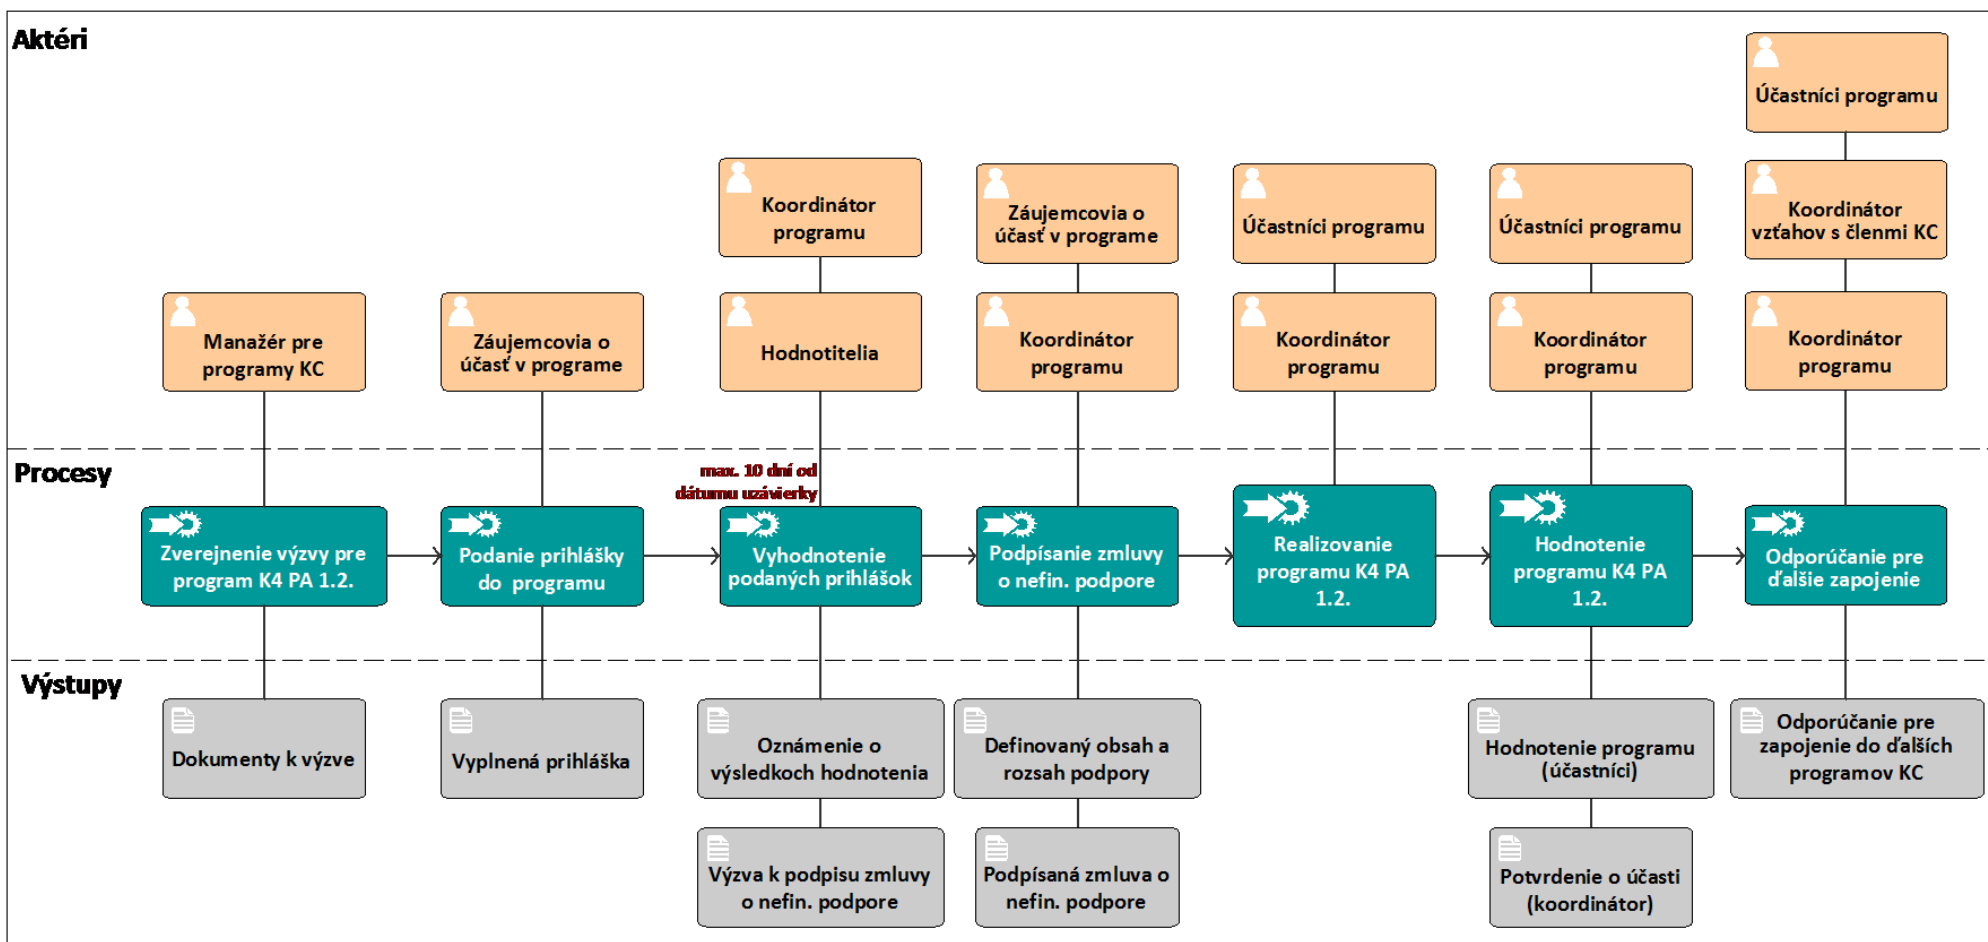 Aktéri
Účastníci programu
Koordinátor
programu
Záujemcovia o
účasť v programe
Účastníci programu
Účastníci programu
Koordinátor
vzťahov s členmi KC
Manažér pre
programy KC
Záujemcovia o
účasť v programe
Hodnotitelia
Koordinátor
programu
Koordinátor
programu
Koordinátor
programu
Koordinátor
programu
Procesy
max. 10 dní od
dátumu uzávierky
Zverejnenie výzvy pre
program K4 PA 1.2.
Podanie prihlášky
do programu
Vyhodnotenie
podaných prihlášok
Podpísanie zmluvy
o nefin. podpore
Realizovanie
programu K4 PA
1.2.
Hodnotenie
programu K4 PA
1.2.
Odporúčanie pre
ďalšie zapojenie
Výstupy
Dokumenty k výzve
Vyplnená prihláška
Oznámenie o
výsledkoch hodnotenia
Definovaný obsah a
rozsah podpory
Hodnotenie programu
(účastníci)
Odporúčanie pre
zapojenie do ďalších
programov KC
Výzva k podpisu zmluvy
o nefin. podpore
Podpísaná zmluva o
nefin. podpore
Potvrdenie o účasti
(koordinátor)